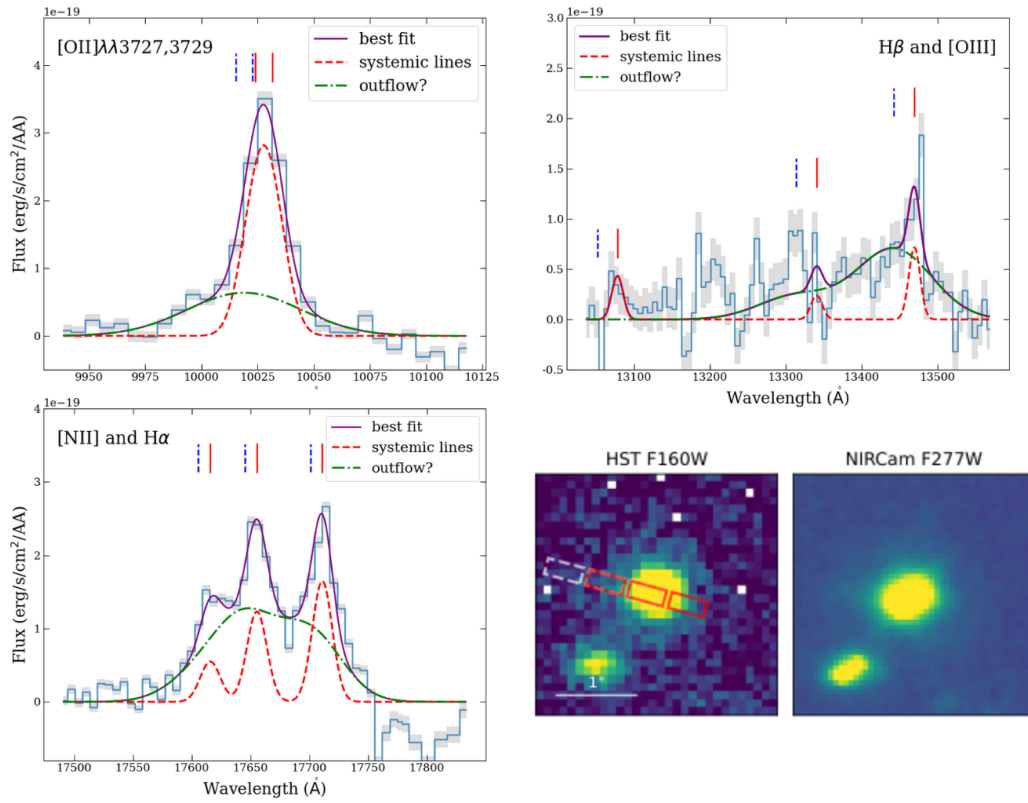 1e−19
[OII]λλ3727,3729
best fit
systemic lines
outflow?
Flux (erg/s/cm²/AA)
4
3
2
1
0
9950 9975 10000 10025 10050 10075 10100 10125
1e−19
Hβ and [OIII]
best fit
systemic lines
outflow?
3.0
2.5
2.0
1.5
1.0
0.5
0.0
-0.5
13100 13200 13300 13400 13500
Wavelength (Å)
1e−19
[NII] and Hα
best fit
systemic lines
outflow?
Flux (erg/s/cm²/AA)
4
3
2
1
0
17500 17550 17600 17650 17700 17750 17800
Wavelength (Å)
HST F160W
1"
NIRCam F277W